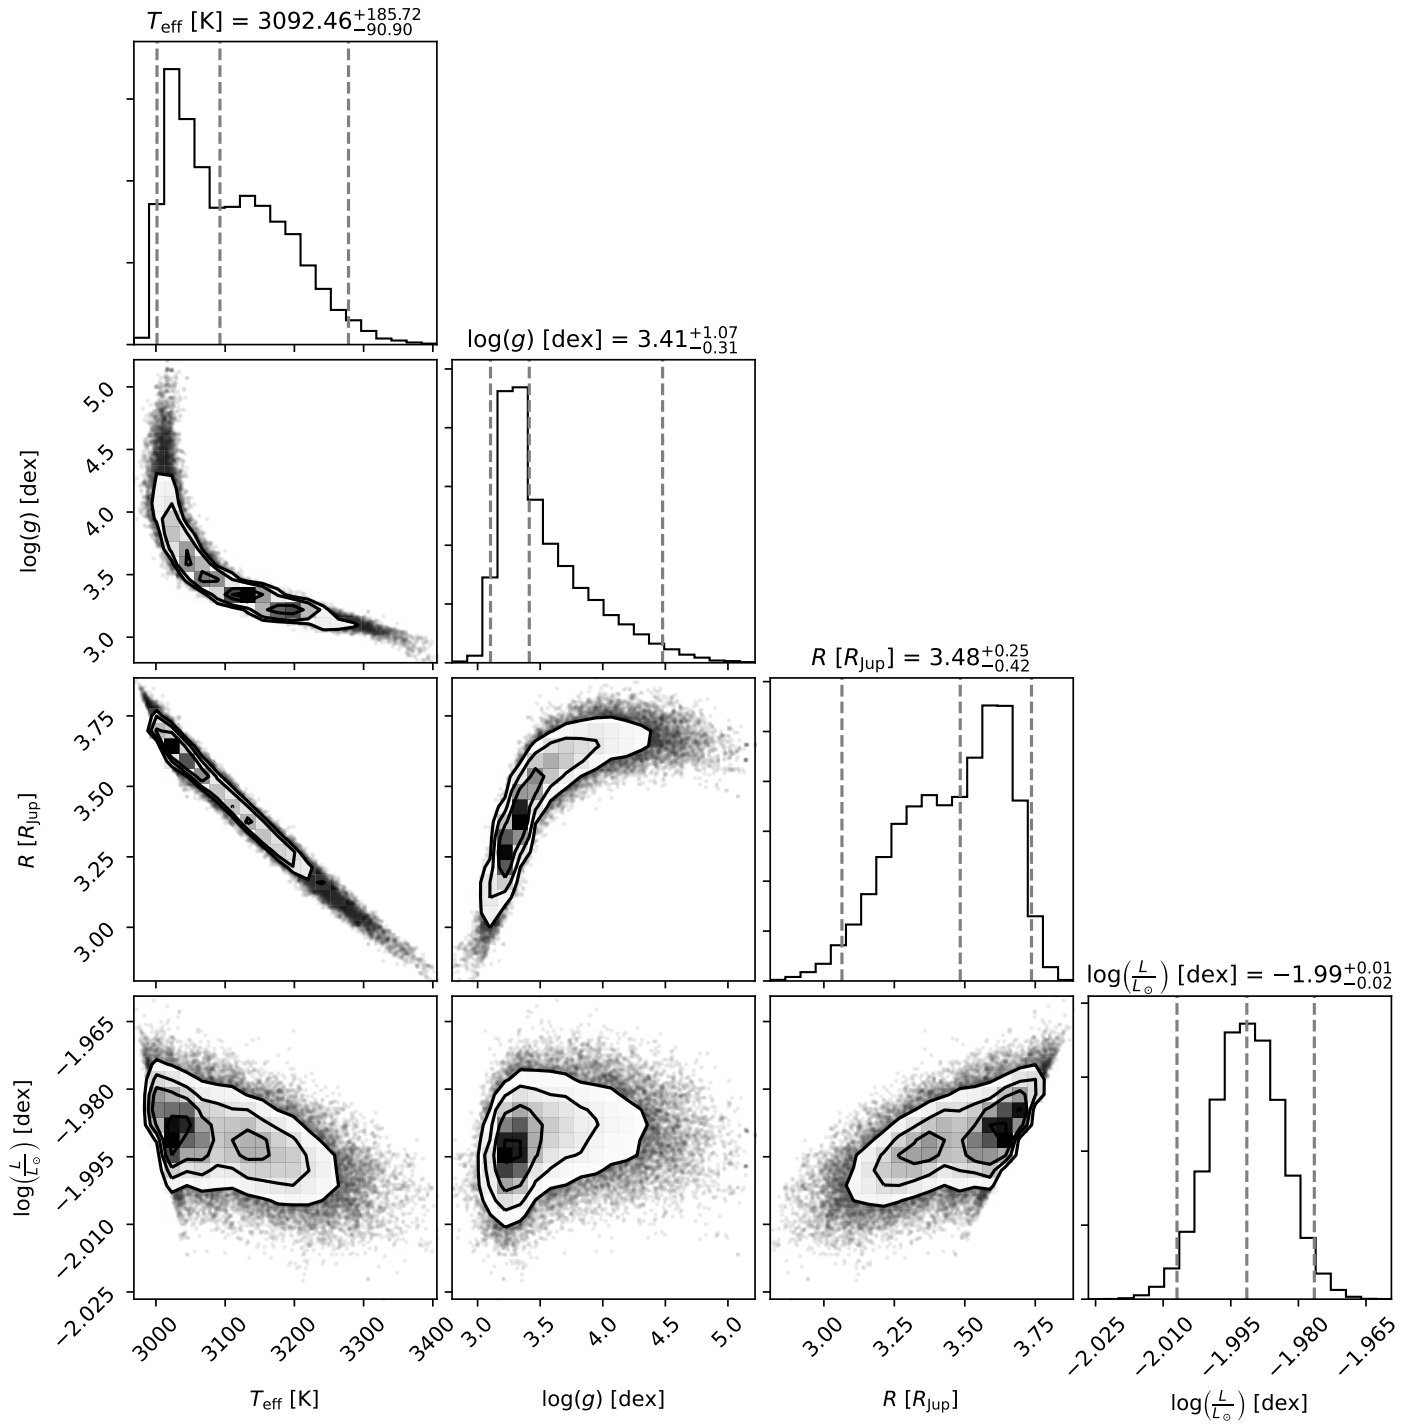 T_eff [K] = 3092.46 +185.72 −90.90
log(g) [dex] = 3.41 +1.07 −0.31
5.0
4.5
4.0
3.5
3.0
log(g) [dex]
R [R_Jup] = 3.48 +0.25 −0.42
3.75
3.50
3.25
3.00
R [R_Jup]
log(L/L⊙) [dex] = −1.99 +0.01 −0.02
−1.965
−1.980
−1.995
−2.010
−2.025
log(L/L⊙) [dex]
3000 3100 3200 3300 3400 3.0 3.5 4.0 4.5 5.0 3.00 3.25 3.50 3.75 −2.025 −2.010 −1.995 −1.980 −1.965
T_eff [K] log(g) [dex] R [R_Jup] log(L/L⊙) [dex]